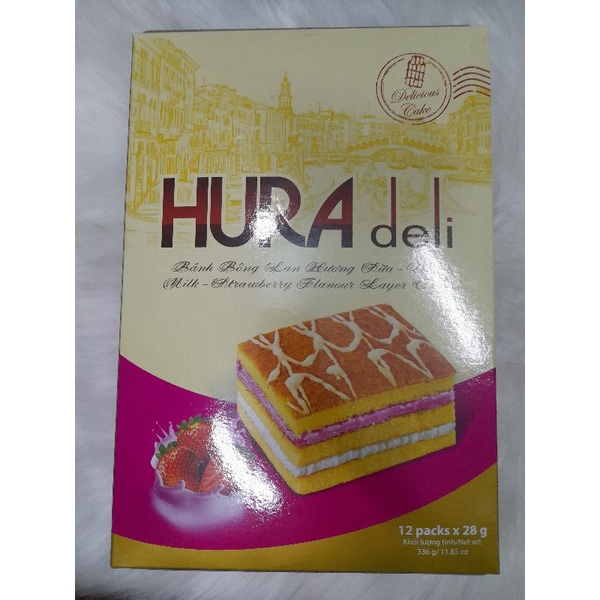 Delicious
Cake
HURA deli
Bánh Bông Lan Hương Sữa -
Milk - Strawberry Flavour Layer
12 packs x 28 g
Khối lượng tịnh/Net wt:
336 g/ 11.85 oz